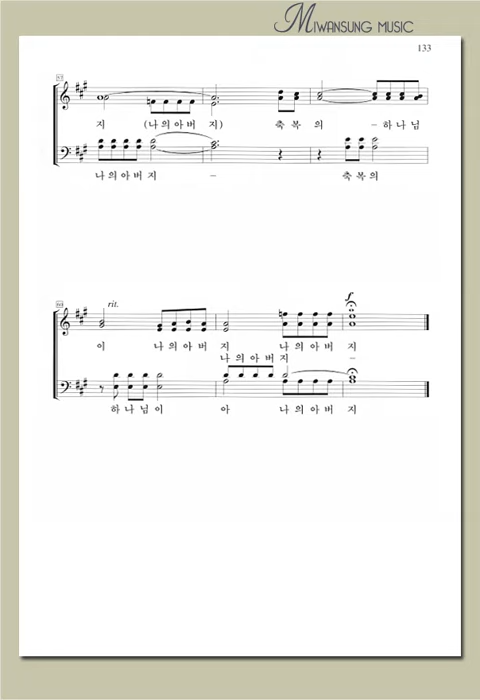 MIWANSUNG MUSIC
133
지 (나의아버 지) 축복의 – 하나님
나의아버지 – 축복의
rit.
f
이 나의아버 지 나의아버 지
나의아버지 –
하나님이 아 나의아버 지